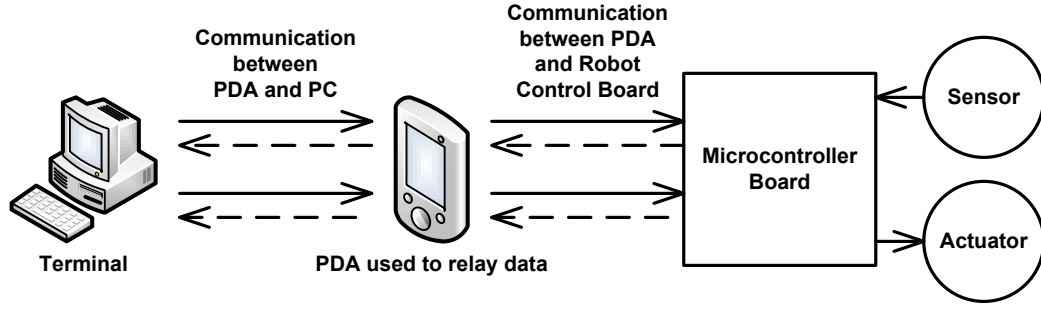 Communication
between
PDA and PC
Communication
between PDA
and Robot
Control Board
Sensor
Microcontroller
Board
Actuator
Terminal
PDA used to relay data